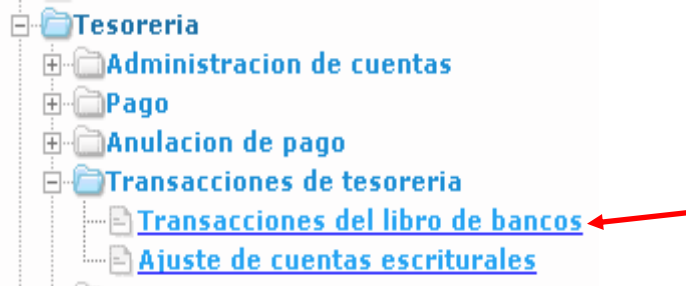 Tesoreria
Administracion de cuentas
Pago
Anulacion de pago
Transacciones de tesoreria
Transacciones del libro de bancos
Ajuste de cuentas escriturales